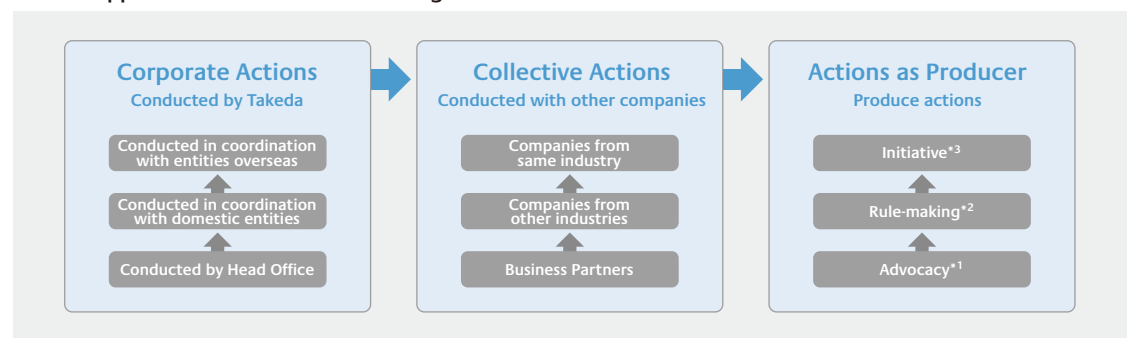 Corporate Actions
Conducted by Takeda
Conducted in coordination
with entities overseas
Conducted in coordination
with domestic entities
Conducted by Head Office
Collective Actions
Conducted with other companies
Companies from
same industry
Companies from
other industries
Business Partners
Actions as Producer
Produce actions
Initiative*3
Rule-making*2
Advocacy*1